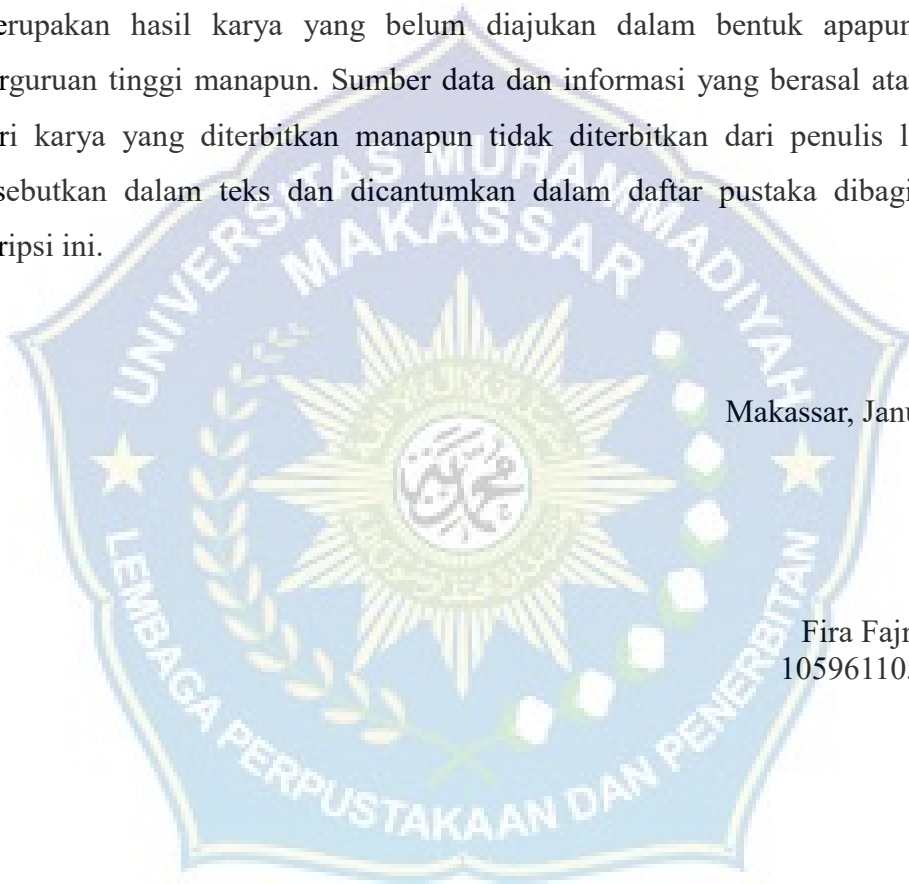 erupakan hasil karya yang belum diajukan dalam bentuk apapun
rguruan tinggi manapun. Sumber data dan informasi yang berasal ata
ri karya yang diterbitkan manapun tidak diterbitkan dari penulis l
sebutkan dalam teks dan dicantumkan dalam daftar pustaka dibagi
ripsi ini.
UNIVERSITAS MUHAMMADIYAH
MAKASSAR
Makassar, Janu
Fira Fajr
105961105
LEMBAGA PERPUSTAKAAN DAN PENERBITAN